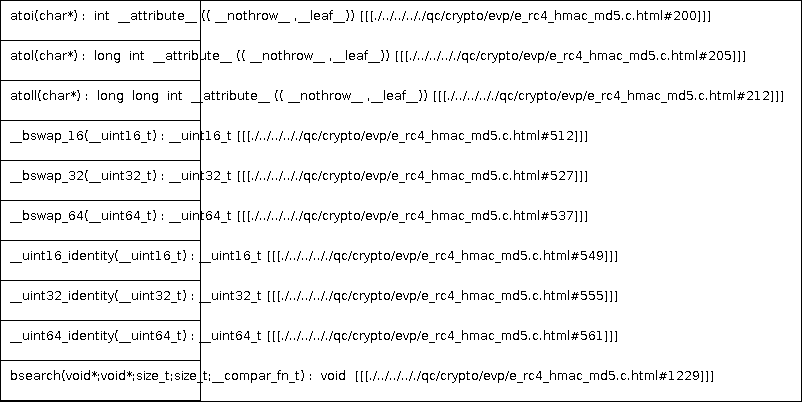 atoi(char*) : int __attribute__ (( __nothrow__ ,__leaf__)) [[[./../../././qc/crypto/evp/e_rc4_hmac_md5.c.html#200]]]
atol(char*) : long int __attribute__ (( __nothrow__ ,__leaf__)) [[[./../../././qc/crypto/evp/e_rc4_hmac_md5.c.html#205]]]
atoll(char*) : long long int __attribute__ (( __nothrow__ ,__leaf__)) [[[./../../././qc/crypto/evp/e_rc4_hmac_md5.c.html#212]]]
__bswap_16(__uint16_t) : __uint16_t [[[./../../././qc/crypto/evp/e_rc4_hmac_md5.c.html#512]]]
__bswap_32(__uint32_t) : __uint32_t [[[./../../././qc/crypto/evp/e_rc4_hmac_md5.c.html#527]]]
__bswap_64(__uint64_t) : __uint64_t [[[./../../././qc/crypto/evp/e_rc4_hmac_md5.c.html#537]]]
__uint16_identity(__uint16_t) : __uint16_t [[[./../../././qc/crypto/evp/e_rc4_hmac_md5.c.html#549]]]
__uint32_identity(__uint32_t) : __uint32_t [[[./../../././qc/crypto/evp/e_rc4_hmac_md5.c.html#555]]]
__uint64_identity(__uint64_t) : __uint64_t [[[./../../././qc/crypto/evp/e_rc4_hmac_md5.c.html#561]]]
bsearch(void*;void*;size_t;size_t;__compar_fn_t) : void [[[./../../././qc/crypto/evp/e_rc4_hmac_md5.c.html#1229]]]